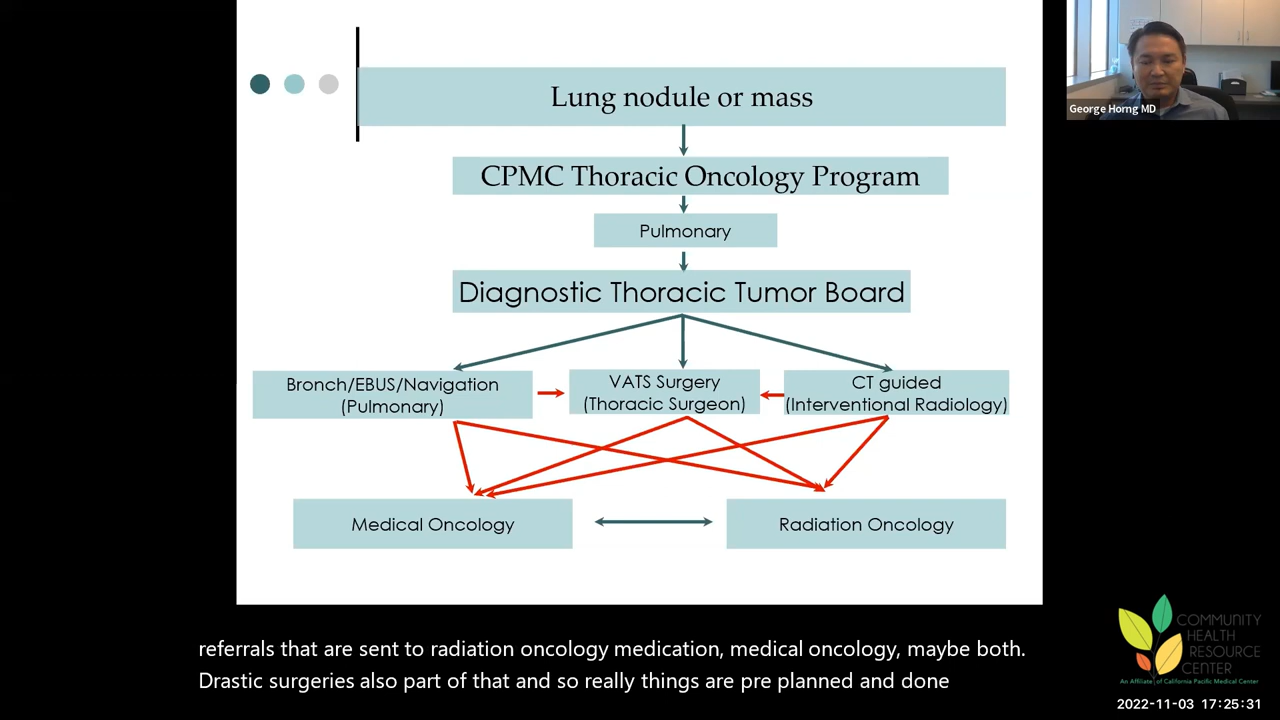 Lung nodule or mass
George Horng MD
CPMC Thoracic Oncology Program
Pulmonary
Diagnostic Thoracic Tumor Board
Bronch/EBUS/Navigation
(Pulmonary)
VATS Surgery
(Thoracic Surgeon)
CT guided
(Interventional Radiology)
Medical Oncology
Radiation Oncology
referrals that are sent to radiation oncology medication, medical oncology, maybe both.
Drastic surgeries also part of that and so really things are pre planned and done
COMMUNITY
HEALTH
RESOURCE
CENTER
An Affiliate of California Pacific Medical Center
2022-11-03 17:25:31